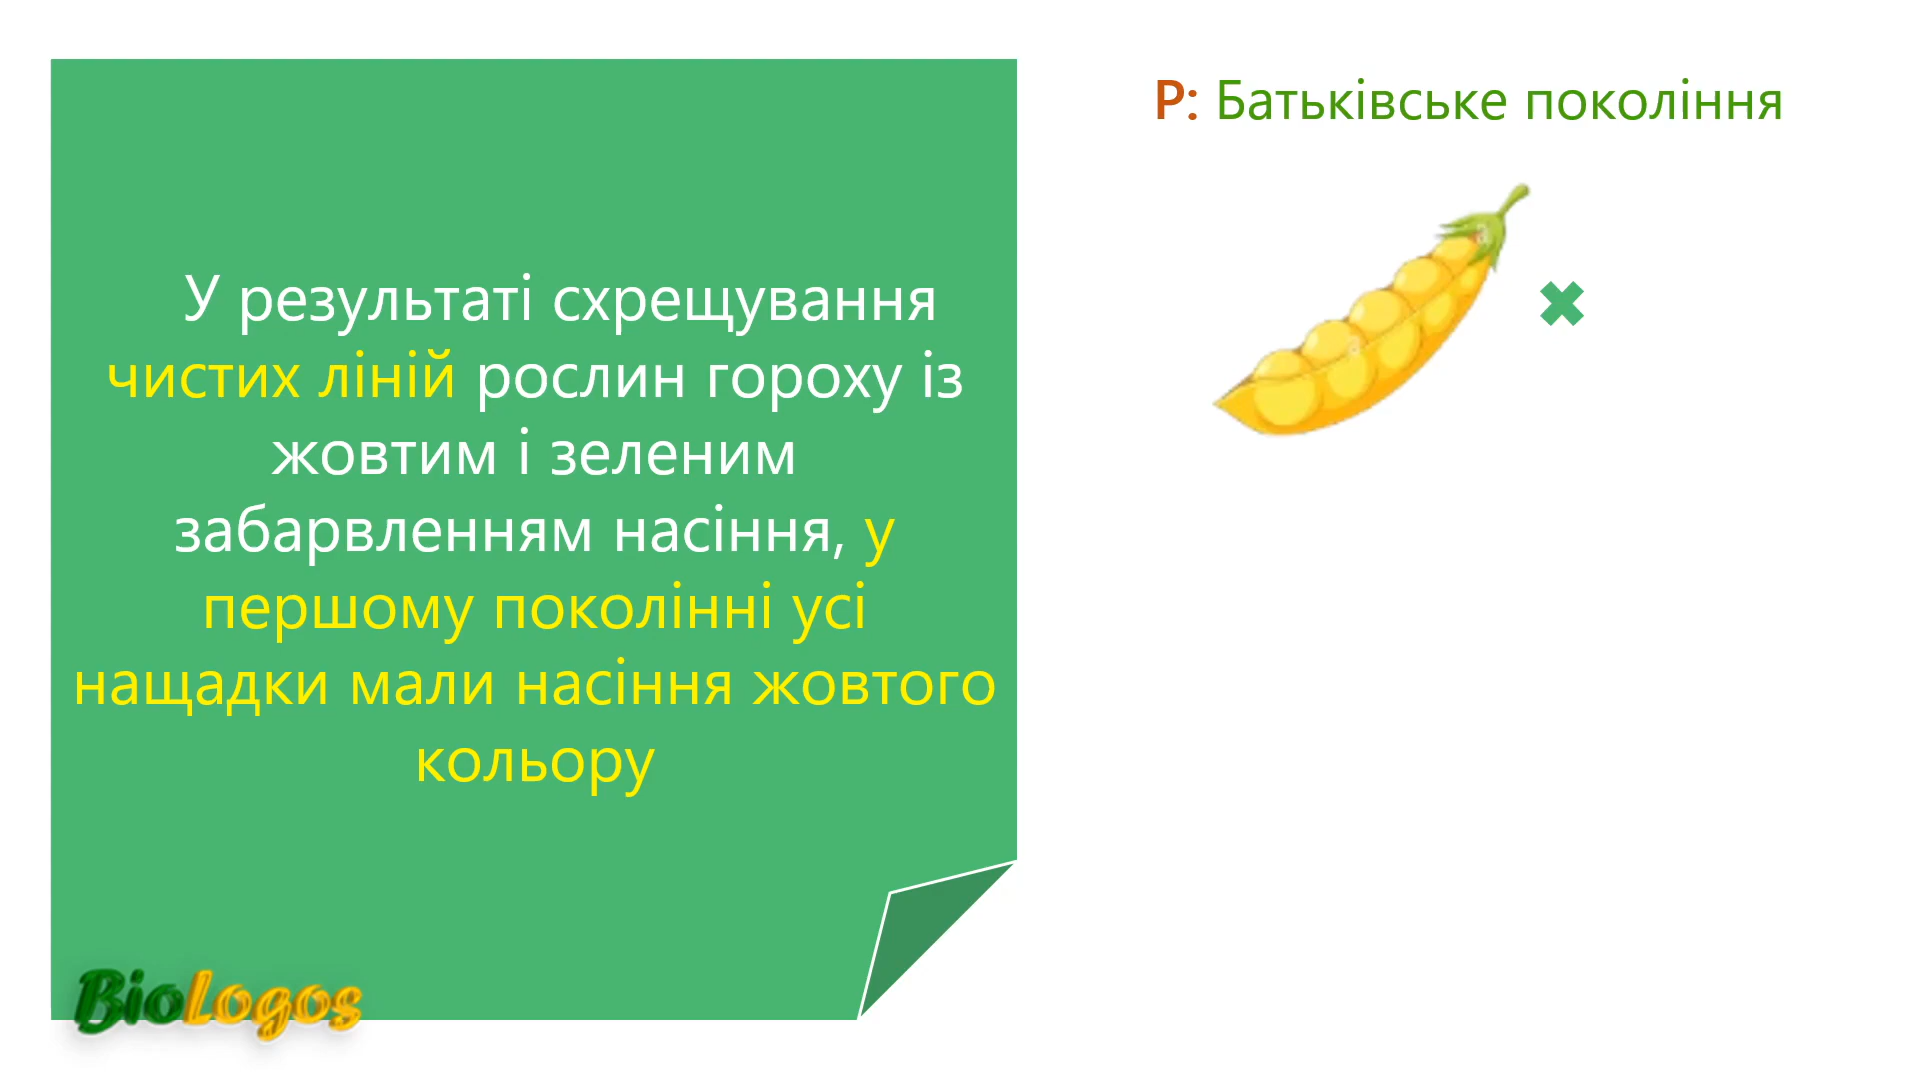 У результаті схрещування
чистих ліній рослин гороху із
жовтим і зеленим
забарвленням насіння, у
першому поколінні усі
нащадки мали насіння жовтого
кольору
BioLogos
P: Батьківське покоління